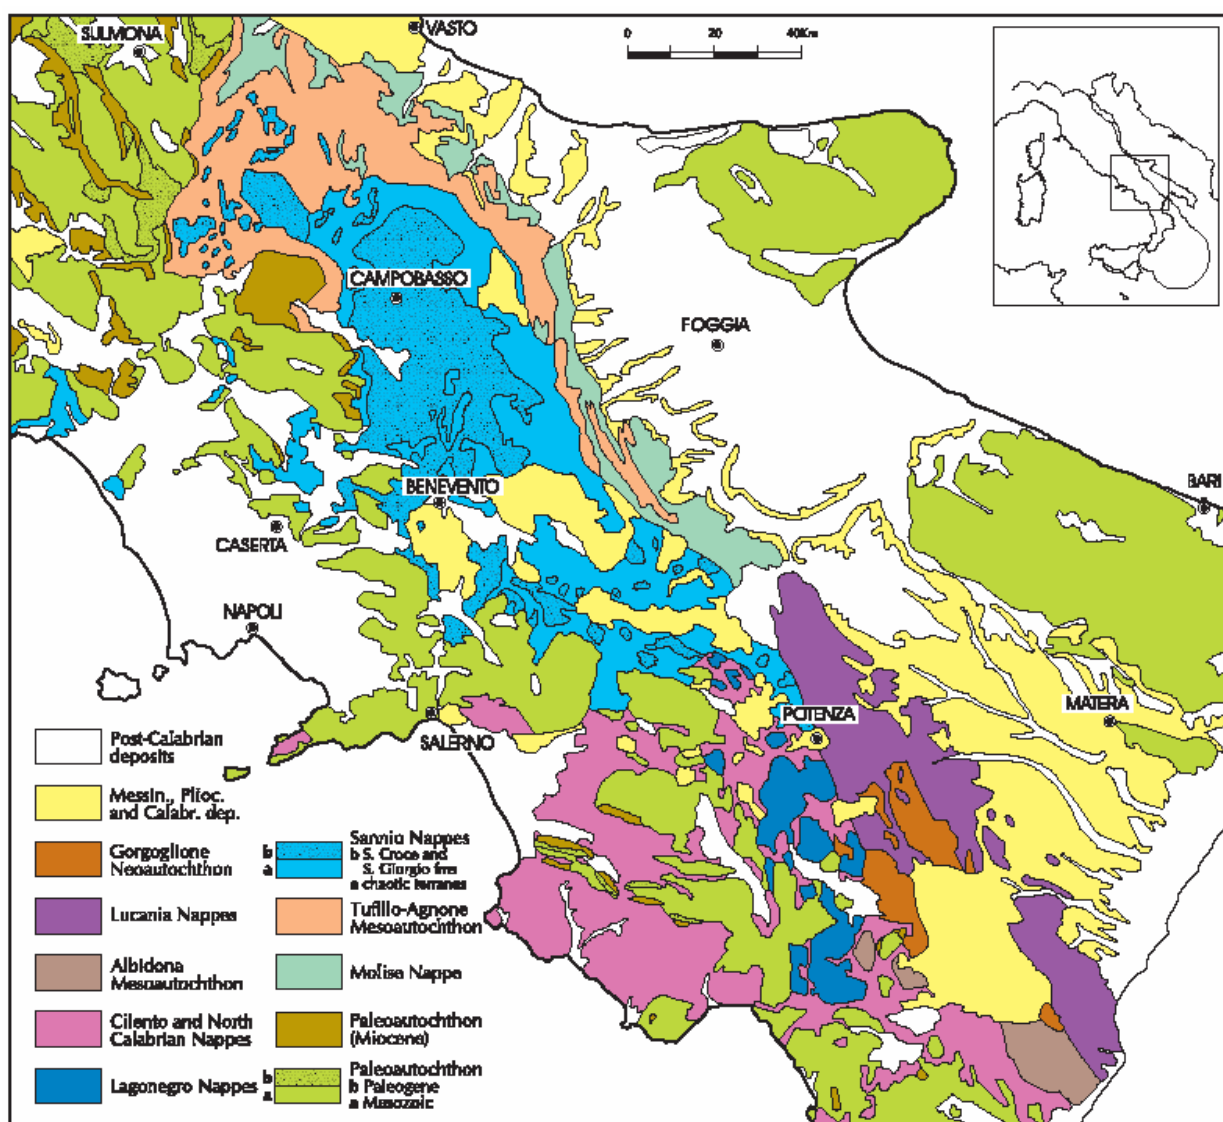 SULMONA
VASTO
0 20 40Km
CAMPOBASSO
FOGGIA
BENEVENTO
BARI
CASERTA
NAPOLI
POTENZA
MATERA
SALERNO
Post-Calabrian
deposits
Messin., Plioc.
and Calabr. dep.
Gorgoglione
Neoautochthon
Lucania Nappes
Albidona
Mesoautochthon
Cilento and North
Calabrian Nappes
Lagonegro Nappes
b
a
Sannio Nappes
b S. Croce and
S. Giorgio fms
a chaotic terranes
Tufillo-Agnone
Mesoautochthon
Molise Nappe
Paleoautochthon
(Miocene)
b
a
Paleoautochthon
b Paleogene
a Mesozoic